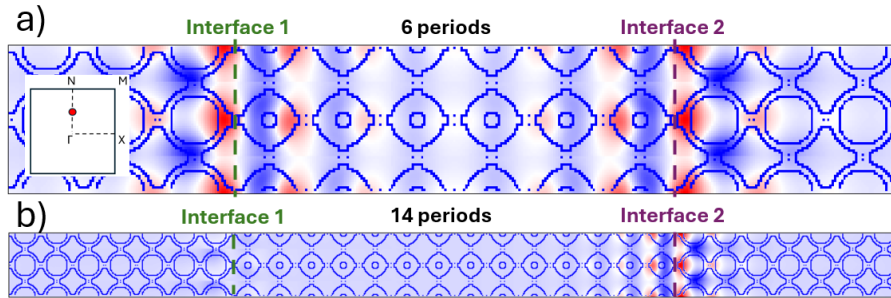 a)
Interface 1
6 periods
Interface 2
N
M
Γ
X
b)
Interface 1
14 periods
Interface 2